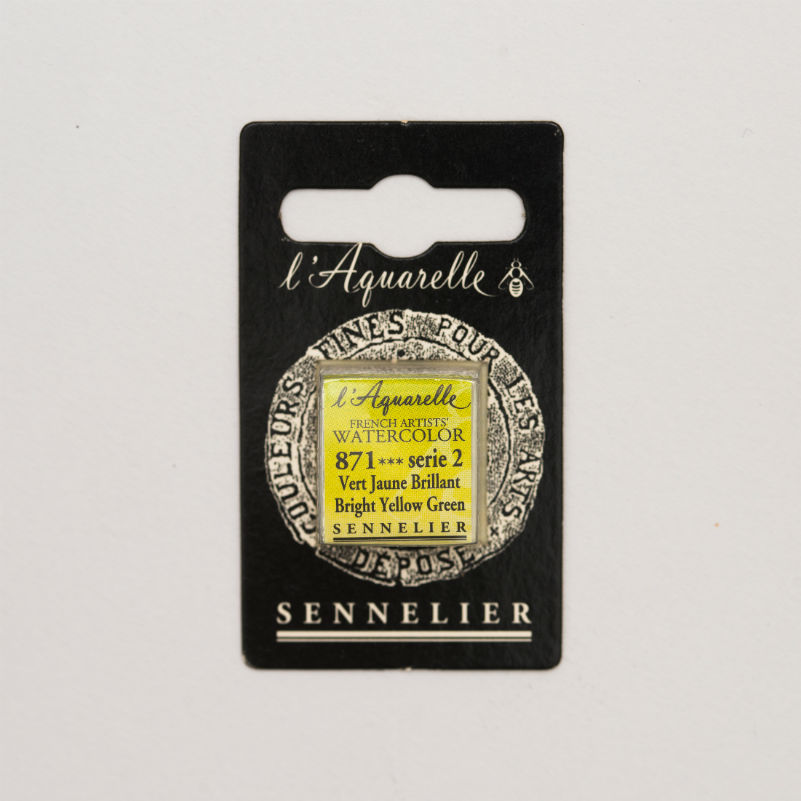 l'Aquarelle
COULEURS FINES POUR LES ARTS
DÉPOSÉ
l'Aquarelle
FRENCH ARTISTS'
WATERCOLOR
871*** serie 2
Vert Jaune Brillant
Bright Yellow Green
SENNELIER
SENNELIER